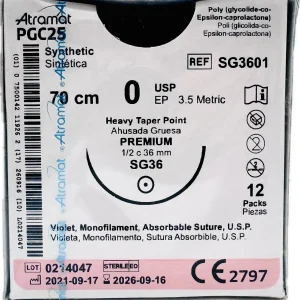 Atramat
PGC25
Synthetic
Sintética
Poly (glycolide-co-
Epsilon-caprolactone)
Poli (glicolida-co-
Epsilon-caprolactona)
REF SG3601
70 cm 0 USP
EP 3.5 Metric
Heavy Taper Point
Ahusada Gruesa
PREMIUM
1/2 c 36 mm
SG36
12
Packs
Piezas
Violet, Monofilament, Absorbable Suture, U.S.P.
Violeta, Monofilamento, Sutura Absorbible, U.S.P.
LOT 0214047 STERILE EO
2021-09-17 2026-09-16
CE 2797
Atramat Atramat